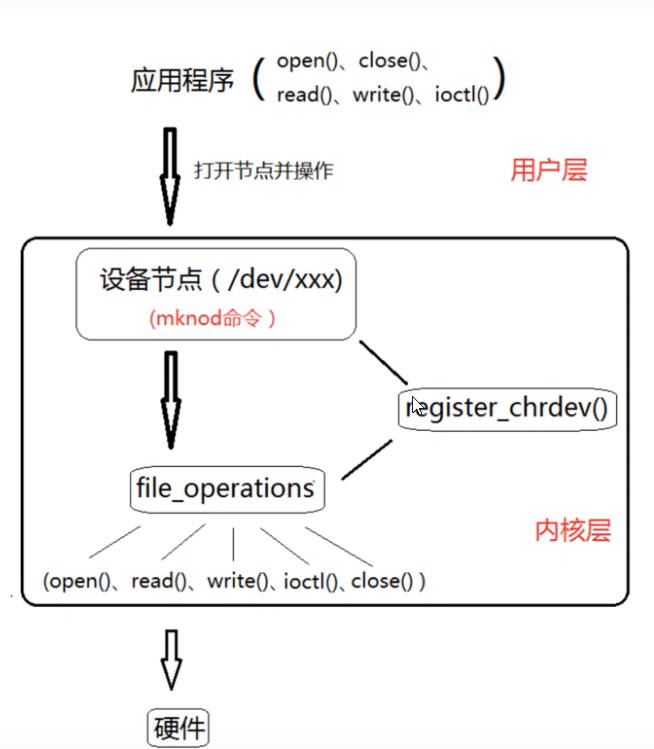 应用程序
(open()、close()、
read()、write()、ioctl())
打开节点并操作
用户层
设备节点（/dev/xxx)
(mknod命令）
register_chrdev()
file_operations
内核层
(open()、read()、write()、ioctl()、close() )
硬件